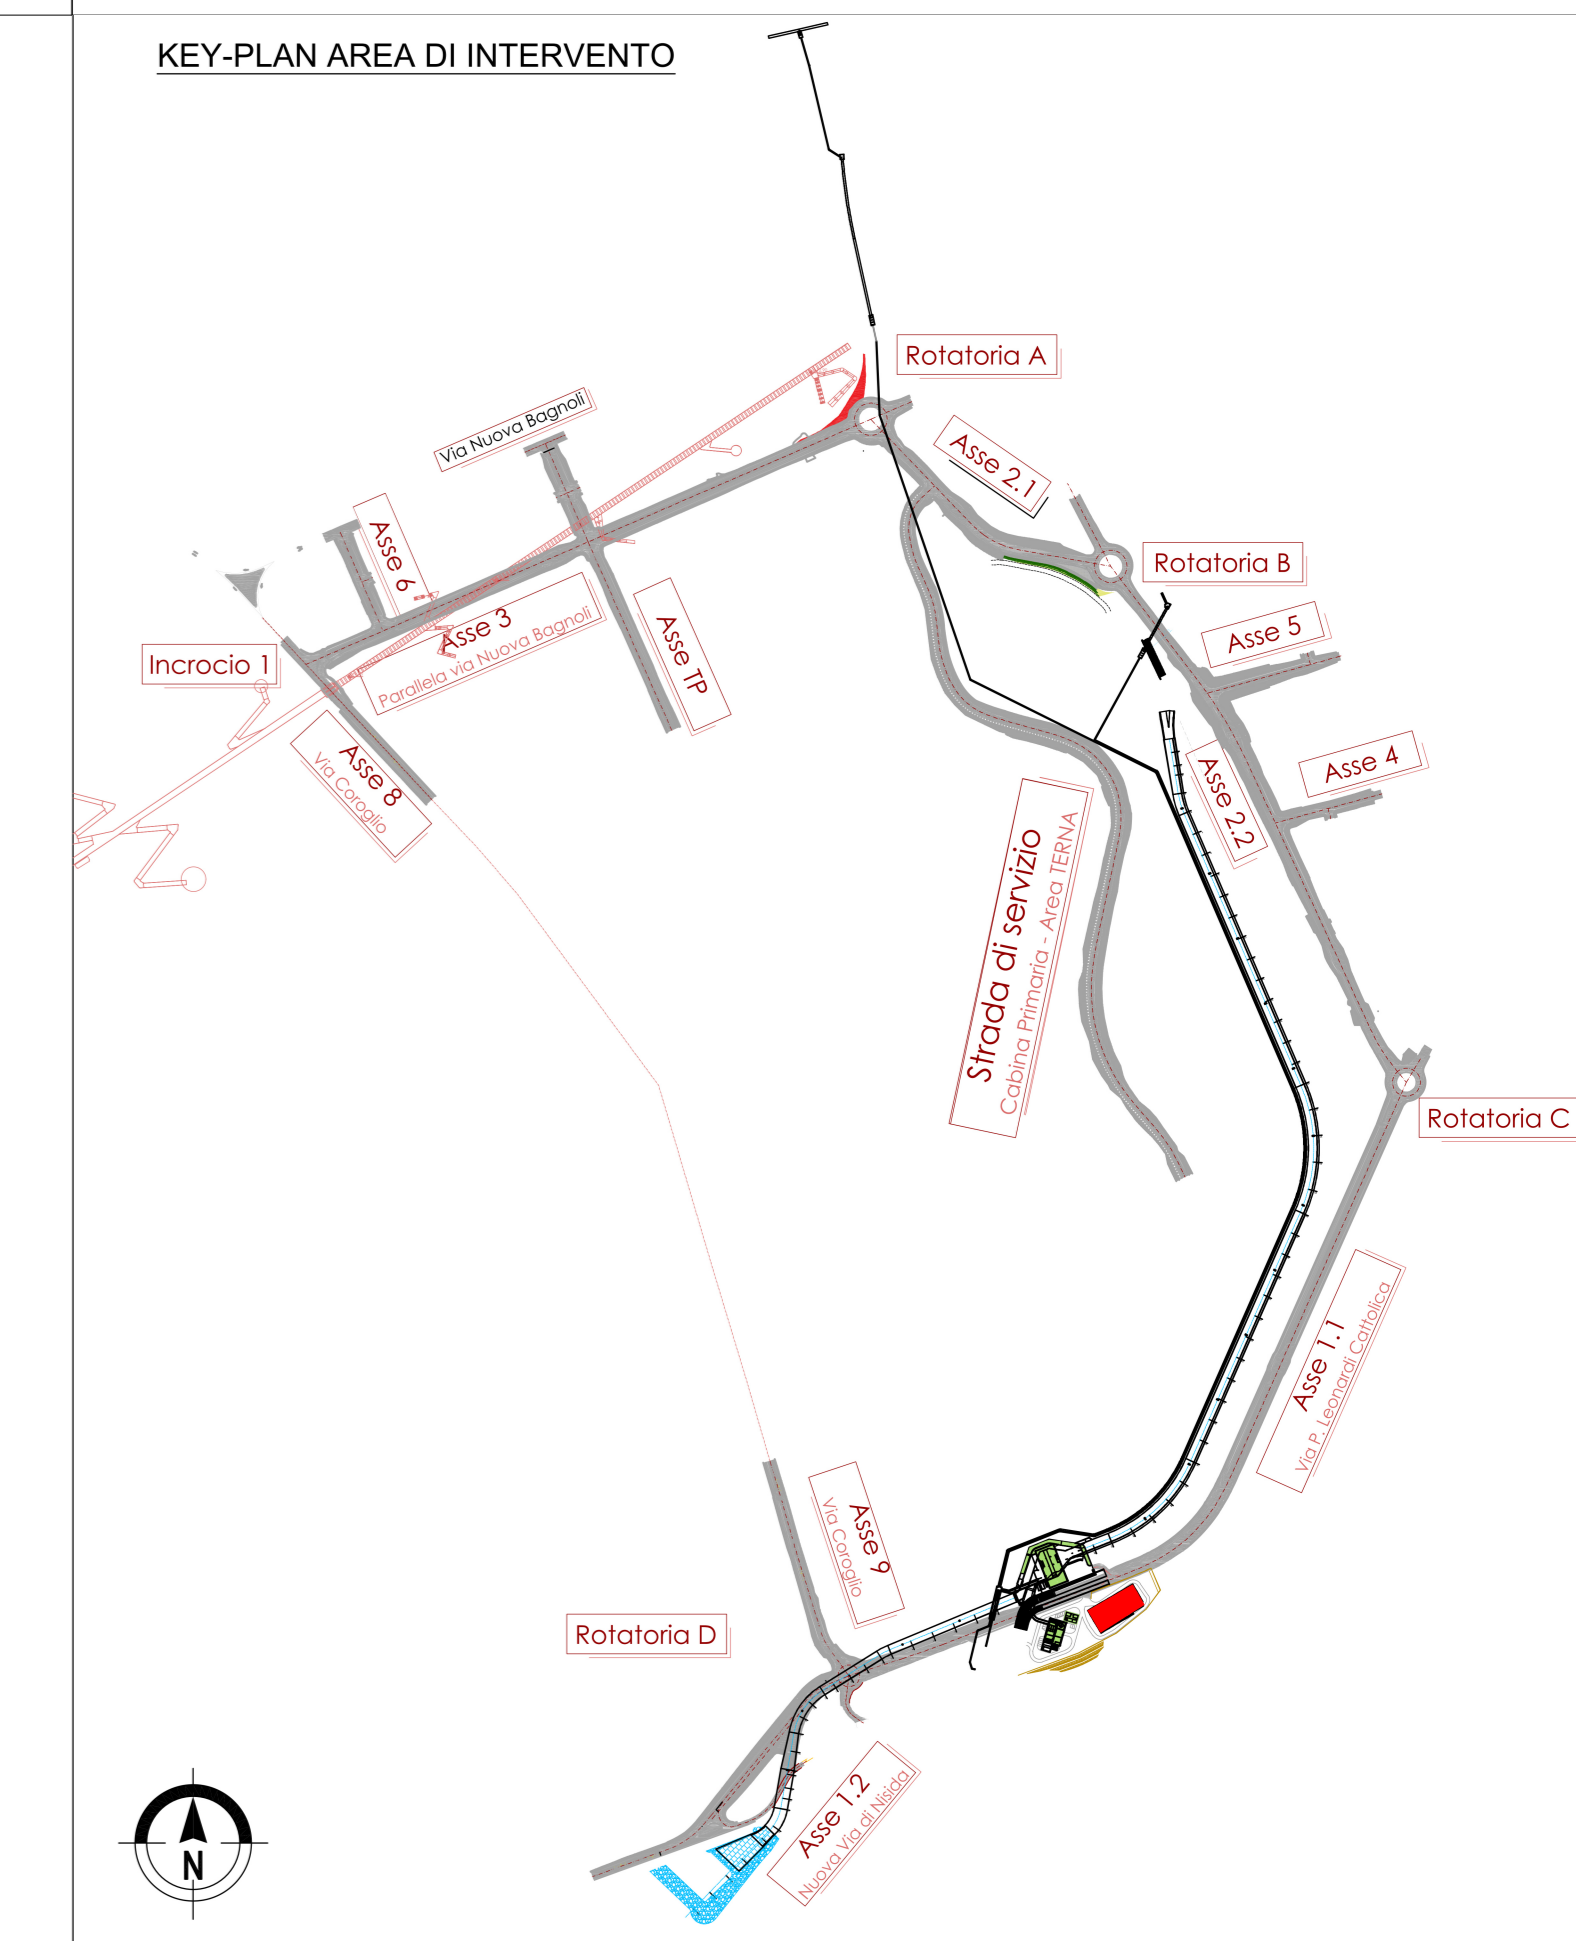 KEY-PLAN AREA DI INTERVENTO
Rotatoria A
Via Nuova Bagnoli
Asse 2.1
Asse 6
Rotatoria B
Asse 3
Parallela via Nuova Bagnoli
Asse TP
Asse 5
Incrocio 1
Asse 8
Via Coroglio
Asse 4
Asse 2.2
Strada di servizio
Cabina Primaria - Area TERNA
Rotatoria C
Asse 1.1
Via P. Leonardi Cattolica
Asse 9
Via Coroglio
Rotatoria D
Asse 1.2
Nuova Via di Nisida
N